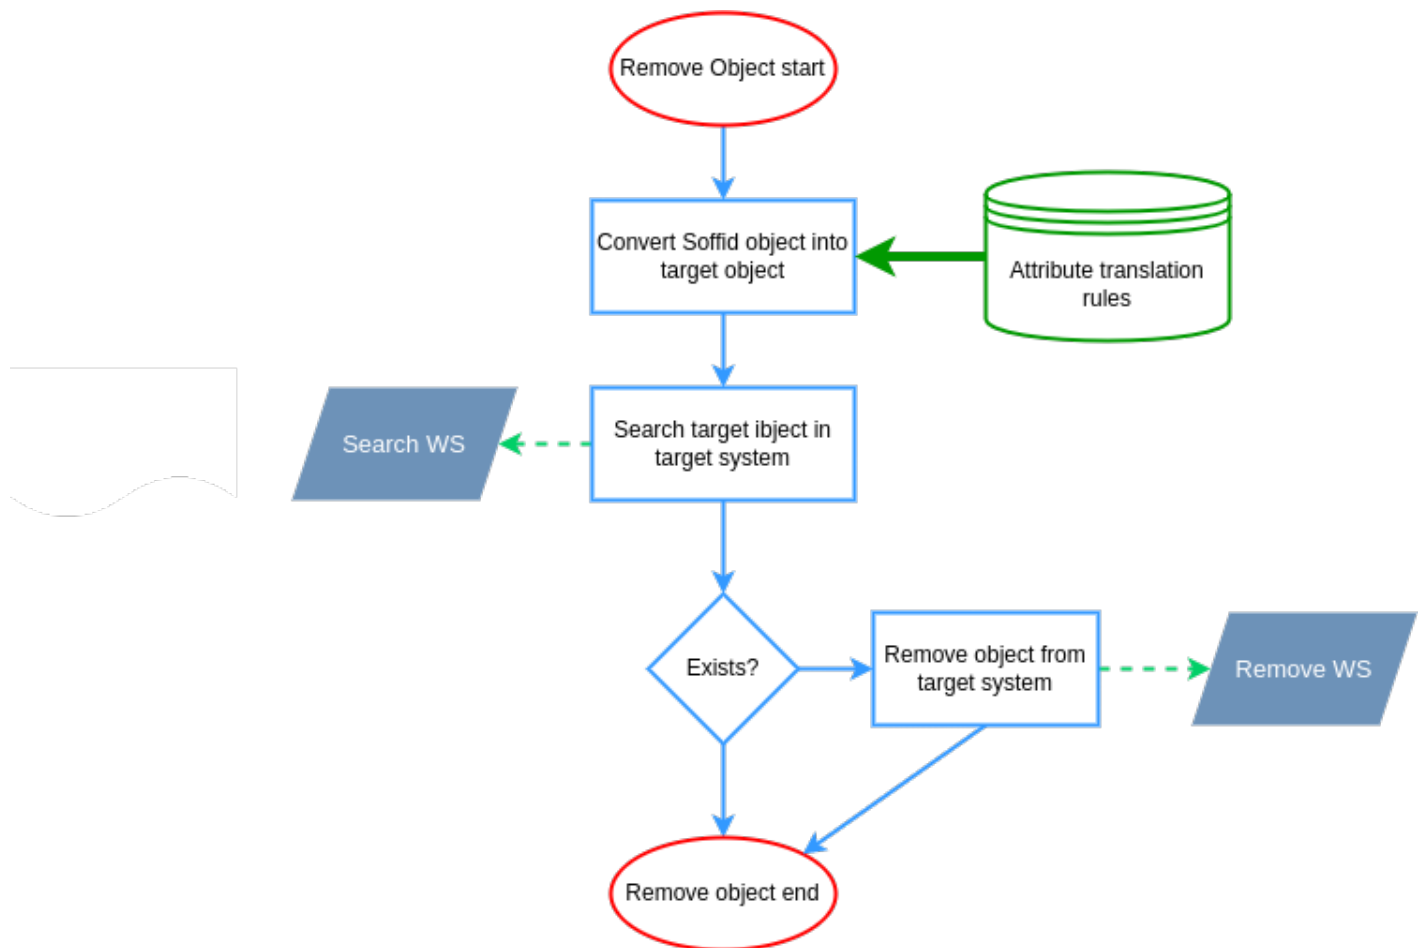 Remove Object start
Convert Soffid object into
target object
Attribute translation
rules
Search WS
Search target ibject in
target system
Exists?
Remove object from
target system
Remove WS
Remove object end